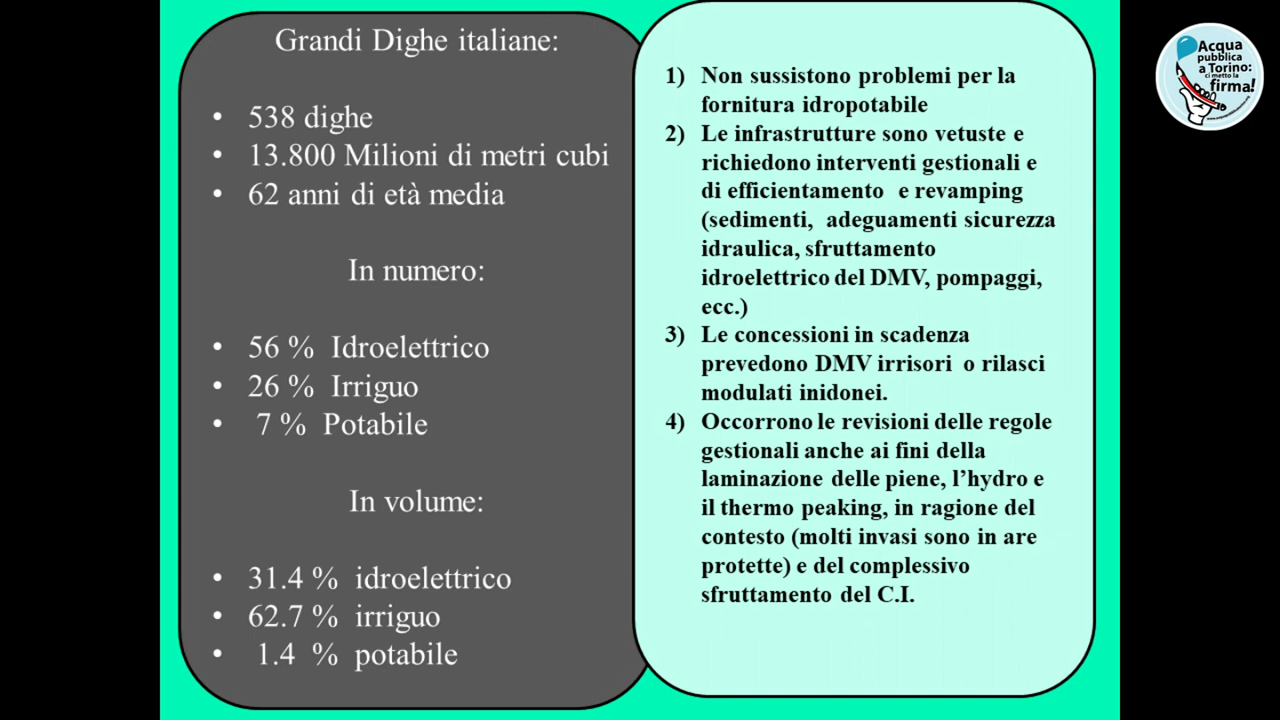 Grandi Dighe italiane:
• 538 dighe
• 13.800 Milioni di metri cubi
• 62 anni di età media
In numero:
• 56 % Idroelettrico
• 26 % Irriguo
• 7 % Potabile
In volume:
• 31.4 % idroelettrico
• 62.7 % irriguo
• 1.4 % potabile
1) Non sussistono problemi per la
fornitura idropotabile
2) Le infrastrutture sono vetuste e
richiedono interventi gestionali e
di efficientamento e revamping
(sedimenti, adeguamenti sicurezza
idraulica, sfruttamento
idroelettrico del DMV, pompaggi,
ecc.)
3) Le concessioni in scadenza
prevedono DMV irrisori o rilasci
modulati inidonei.
4) Occorrono le revisioni delle regole
gestionali anche ai fini della
laminazione delle piene, l’hydro e
il thermo peaking, in ragione del
contesto (molti invasi sono in are
protette) e del complessivo
sfruttamento del C.I.
Acqua
pubblica
a Torino:
ci metto la
firma!